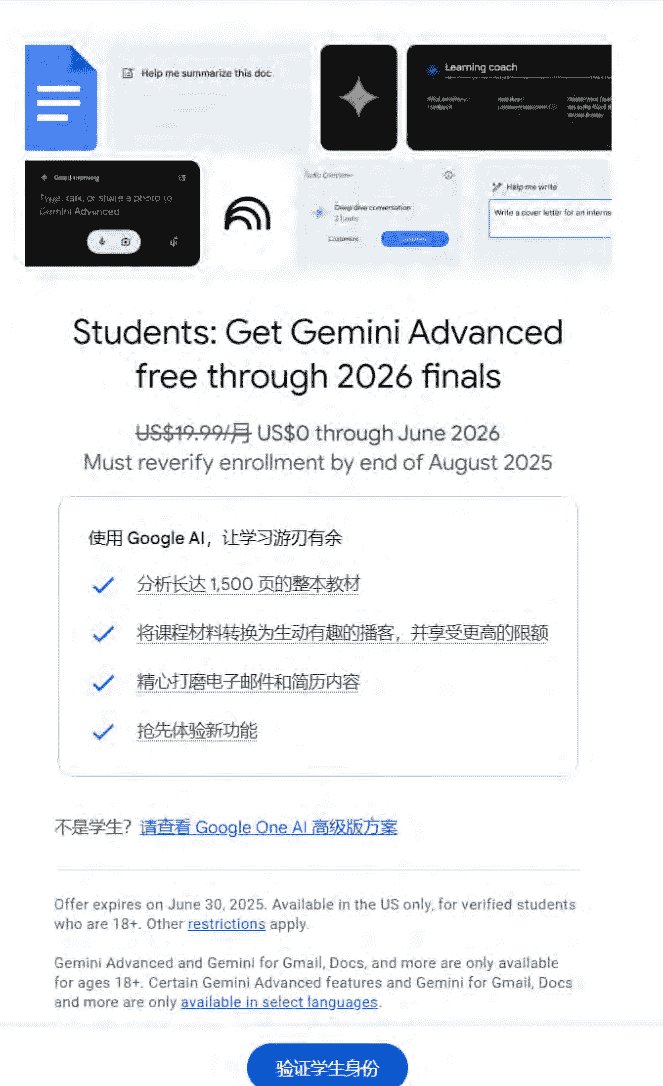 Help me summarize this doc
Learning coach
Type, talk, or share a photo to
Gemini Advanced
Deep dive conversation
Customize
Help me write
Write a cover letter for an interns
Students: Get Gemini Advanced
free through 2026 finals
US$19.99/月 US$0 through June 2026
Must reverify enrollment by end of August 2025
使用 Google AI，让学习游刃有余
分析长达 1,500 页的整本教材
将课程材料转换为生动有趣的播客，并享受更高的限额
精心打磨电子邮件和简历内容
抢先体验新功能
不是学生？请查看 Google One AI 高级版方案
Offer expires on June 30, 2025. Available in the US only, for verified students
who are 18+. Other restrictions apply.
Gemini Advanced and Gemini for Gmail, Docs, and more are only available
for ages 18+. Certain Gemini Advanced features and Gemini for Gmail, Docs
and more are only available in select languages.
验证学生身份